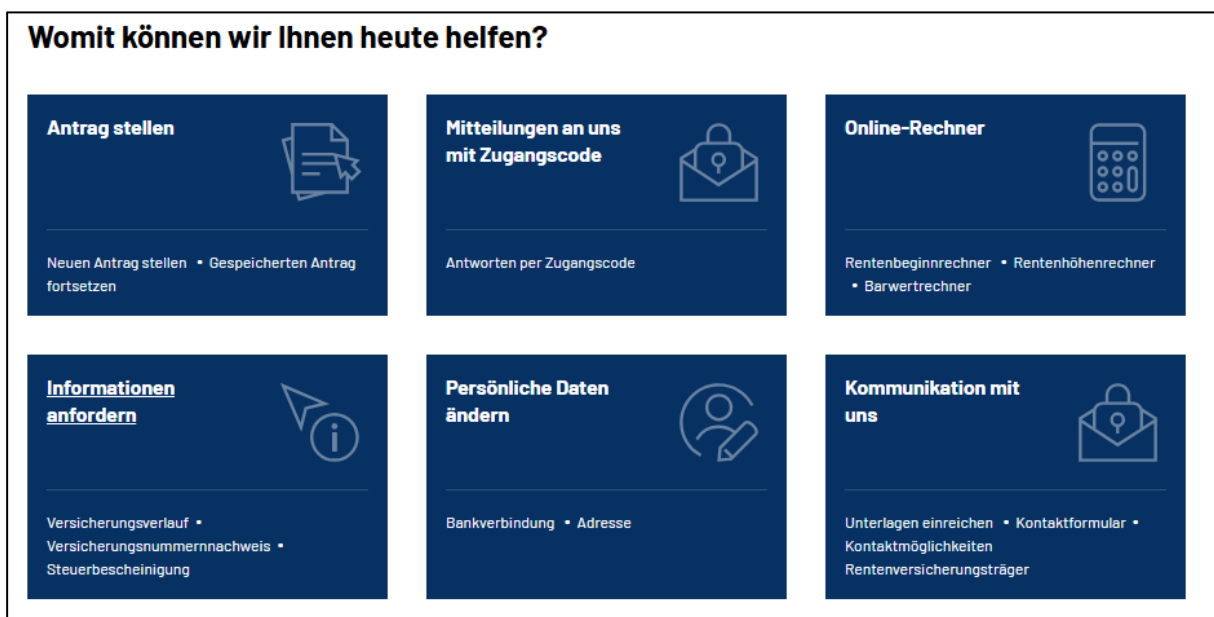 Womit können wir Ihnen heute helfen?
Antrag stellen
Neuen Antrag stellen • Gespeicherten Antrag
fortsetzen
Mitteilungen an uns
mit Zugangscode
Antworten per Zugangscode
Online-Rechner
Rentenbeginnrechner • Rentenhöhenrechner
• Barwertrechner
Informationen
anfordern
Versicherungsverlauf •
Versicherungsnummernnachweis •
Steuerbescheinigung
Persönliche Daten
ändern
Bankverbindung • Adresse
Kommunikation mit
uns
Unterlagen einreichen • Kontaktformular •
Kontaktmöglichkeiten
Rentenversicherungsträger